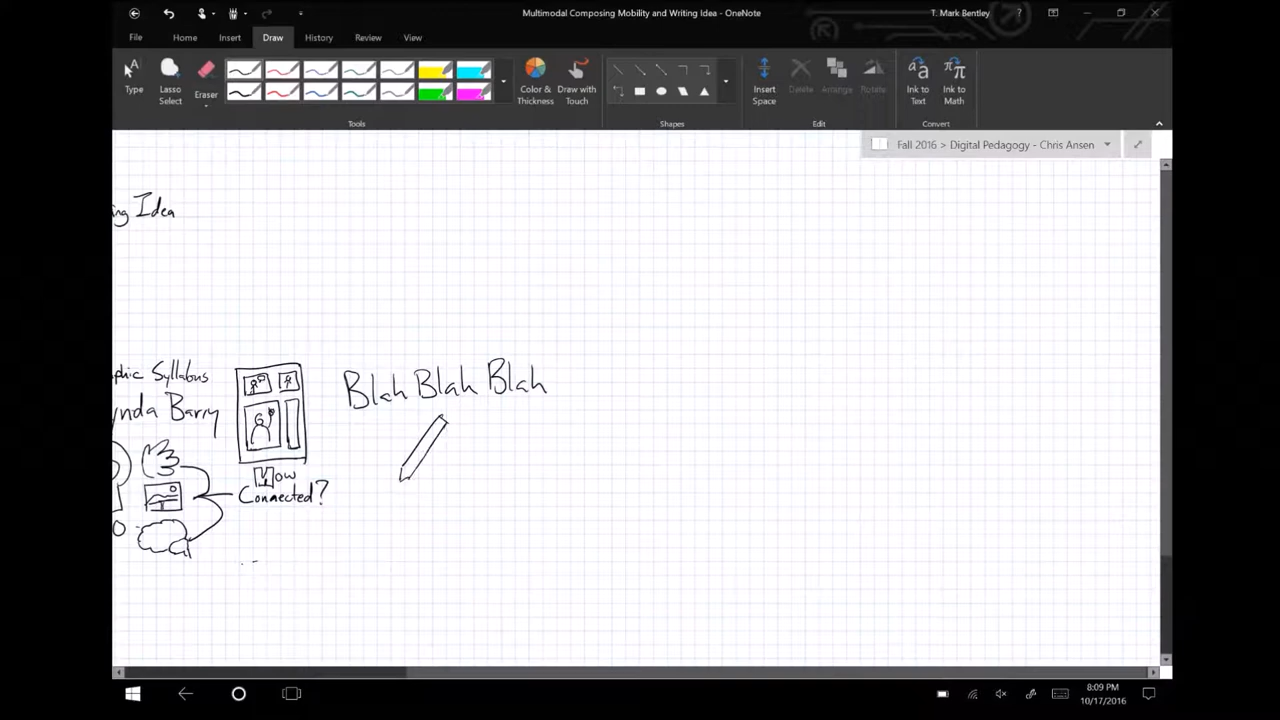 Multimodal Composing Mobility and Writing Idea - OneNote
T. Mark Bentley
?
File Home Insert Draw History Review View
Type
Lasso Select
Eraser
Color & Thickness
Draw with Touch
Insert Space
Delete
Arrange
Rotate
Ink to Text
Ink to Math
Tools
Shapes
Edit
Convert
Fall 2016 > Digital Pedagogy - Chris Ansen
ing Idea
phic Syllabus
ynda Barry
Blah Blah Blah
How
Connected?
8:09 PM
10/17/2016